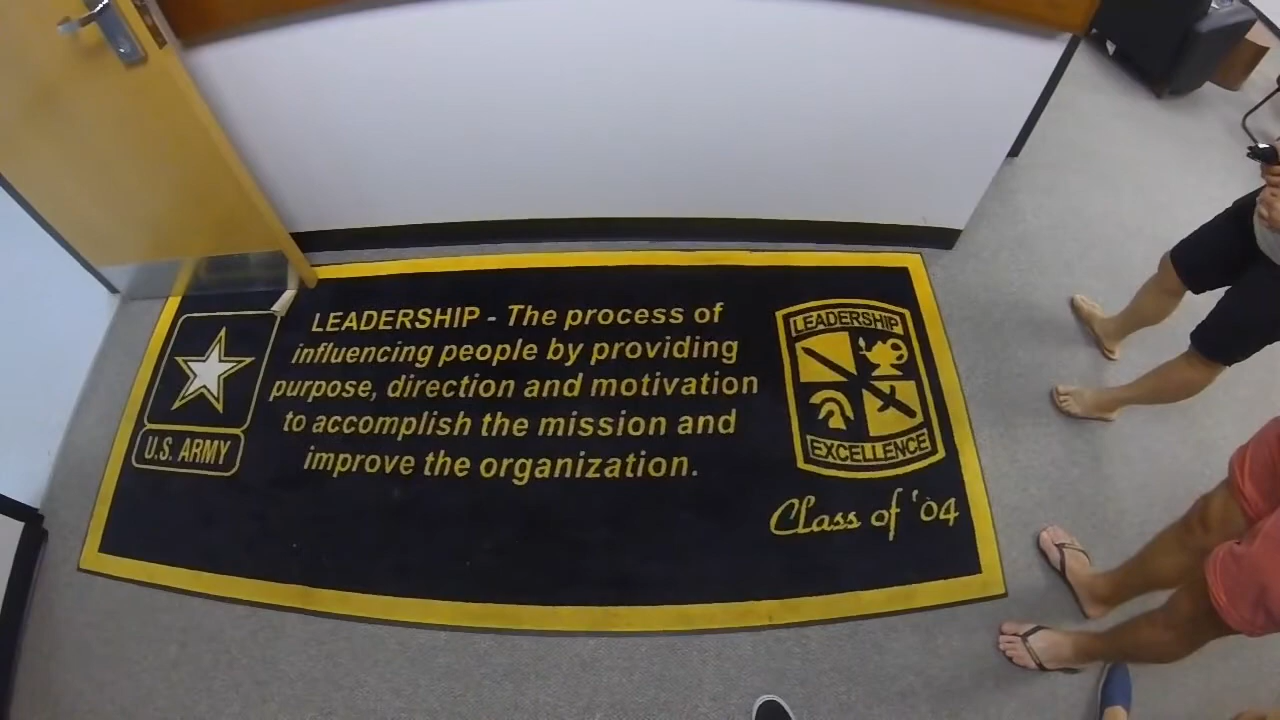 LEADERSHIP - The process of
influencing people by providing
purpose, direction and motivation
to accomplish the mission and
improve the organization.
U.S. ARMY
LEADERSHIP
EXCELLENCE
Class of '04